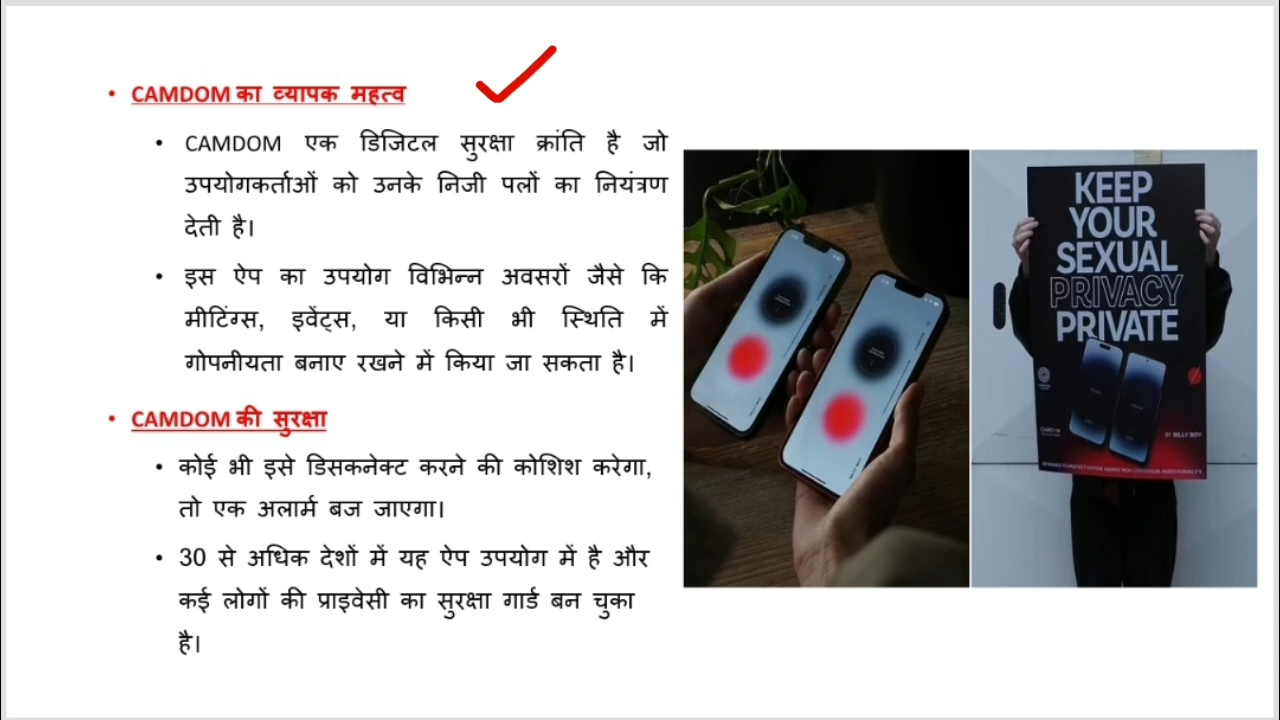 CAMDOM का व्यापक महत्व
CAMDOM एक डिजिटल सुरक्षा क्रांति है जो
उपयोगकर्ताओं को उनके निजी पलों का नियंत्रण
देती है।
इस ऐप का उपयोग विभिन्न अवसरों जैसे कि
मीटिंग्स, इवेंट्स, या किसी भी स्थिति में
गोपनीयता बनाए रखने में किया जा सकता है।
CAMDOM की सुरक्षा
कोई भी इसे डिसकनेक्ट करने की कोशिश करेगा,
तो एक अलार्म बज जाएगा।
30 से अधिक देशों में यह ऐप उपयोग में है और
कई लोगों की प्राइवेसी का सुरक्षा गार्ड बन चुका
है।
KEEP
YOUR
SEXUAL
PRIVACY
PRIVATE
BY BILLY BOY